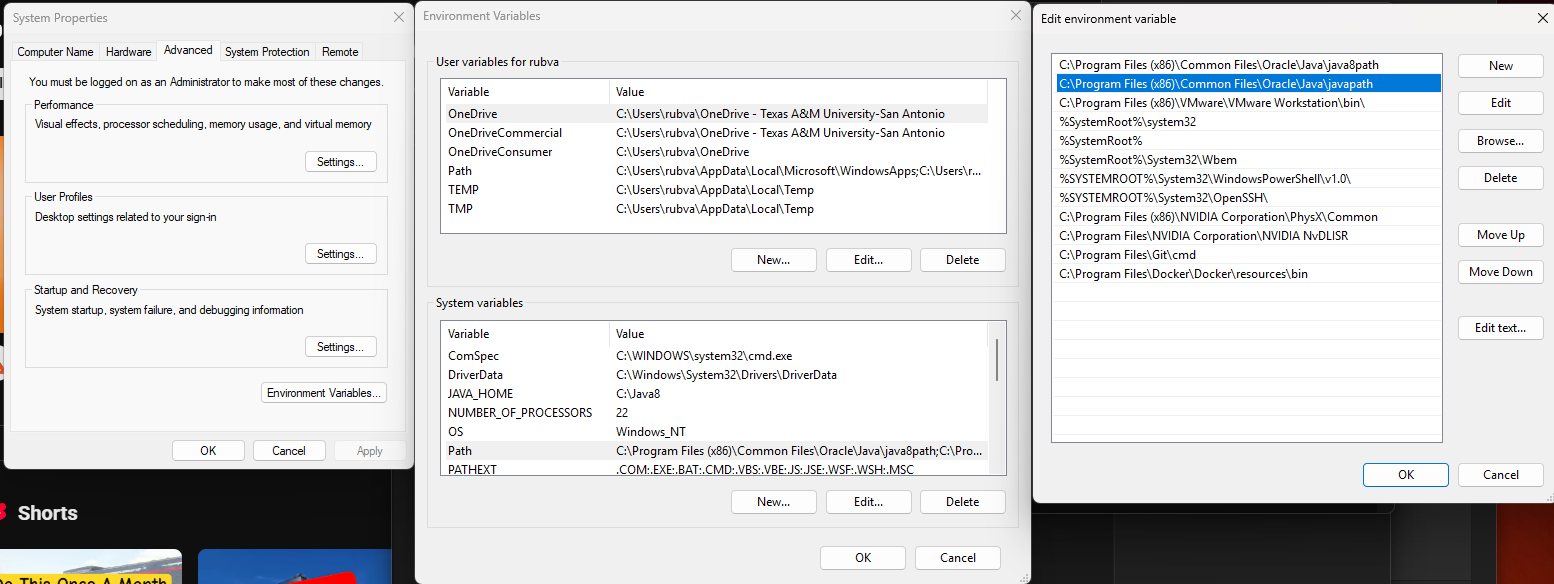 System Properties
Computer Name
Hardware
Advanced
System Protection
Remote
You must be logged on as an Administrator to make most of these changes.
Performance
Visual effects, processor scheduling, memory usage, and virtual memory
Settings...
User Profiles
Desktop settings related to your sign-in
Settings...
Startup and Recovery
System startup, system failure, and debugging information
Settings...
Environment Variables...
OK
Cancel
Apply
Shorts
Do This Once A Month
Environment Variables
User variables for rubva
Variable Value
OneDrive C:\Users\rubva\OneDrive - Texas A&M University-San Antonio
OneDriveCommercial C:\Users\rubva\OneDrive - Texas A&M University-San Antonio
OneDriveConsumer C:\Users\rubva\OneDrive
Path C:\Users\rubva\AppData\Local\Microsoft\WindowsApps;C:\Users\r...
TEMP C:\Users\rubva\AppData\Local\Temp
TMP C:\Users\rubva\AppData\Local\Temp
New...
Edit...
Delete
System variables
Variable Value
ComSpec C:\WINDOWS\system32\cmd.exe
DriverData C:\Windows\System32\Drivers\DriverData
JAVA_HOME C:\Java8
NUMBER_OF_PROCESSORS 22
OS Windows_NT
Path C:\Program Files (x86)\Common Files\Oracle\Java\java8path;C:\Pro...
PATHEXT .COM;.EXE;.BAT;.CMD;.VBS;.VBE;.JS;.JSE;.WSF;.WSH;.MSC
New...
Edit...
Delete
OK
Cancel
Edit environment variable
C:\Program Files (x86)\Common Files\Oracle\Java\java8path
C:\Program Files (x86)\Common Files\Oracle\Java\javapath
C:\Program Files (x86)\VMware\VMware Workstation\bin\
%SystemRoot%\system32
%SystemRoot%
%SystemRoot%\System32\Wbem
%SYSTEMROOT%\System32\WindowsPowerShell\v1.0\
%SYSTEMROOT%\System32\OpenSSH\
C:\Program Files (x86)\NVIDIA Corporation\PhysX\Common
C:\Program Files\NVIDIA Corporation\NVIDIA NvDLISR
C:\Program Files\Git\cmd
C:\Program Files\Docker\Docker\resources\bin
New
Edit
Browse...
Delete
Move Up
Move Down
Edit text...
OK
Cancel